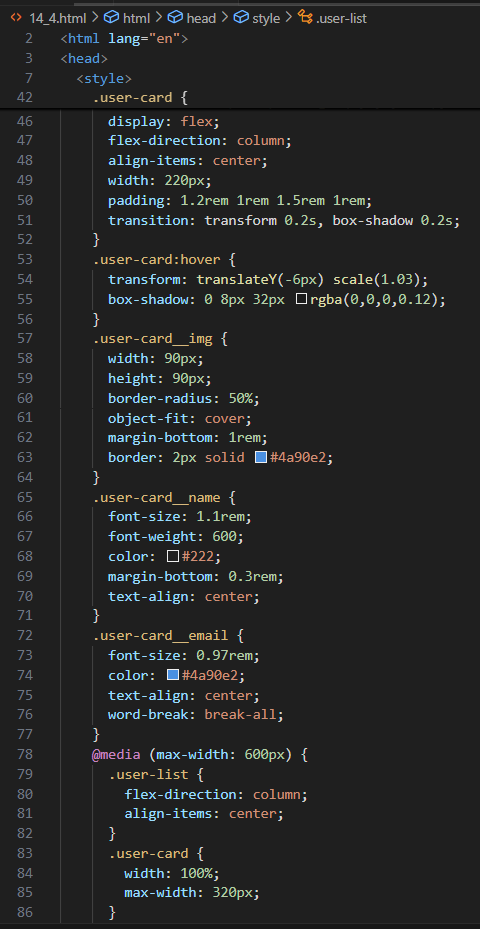 14_4.html > html > head > style > .user-list
2 <html lang="en">
3 <head>
7 <style>
42 .user-card {
46 display: flex;
47 flex-direction: column;
48 align-items: center;
49 width: 220px;
50 padding: 1.2rem 1rem 1.5rem 1rem;
51 transition: transform 0.2s, box-shadow 0.2s;
52 }
53 .user-card:hover {
54 transform: translateY(-6px) scale(1.03);
55 box-shadow: 0 8px 32px rgba(0,0,0,0.12);
56 }
57 .user-card__img {
58 width: 90px;
59 height: 90px;
60 border-radius: 50%;
61 object-fit: cover;
62 margin-bottom: 1rem;
63 border: 2px solid #4a90e2;
64 }
65 .user-card__name {
66 font-size: 1.1rem;
67 font-weight: 600;
68 color: #222;
69 margin-bottom: 0.3rem;
70 text-align: center;
71 }
72 .user-card__email {
73 font-size: 0.97rem;
74 color: #4a90e2;
75 text-align: center;
76 word-break: break-all;
77 }
78 @media (max-width: 600px) {
79 .user-list {
80 flex-direction: column;
81 align-items: center;
82 }
83 .user-card {
84 width: 100%;
85 max-width: 320px;
86 }